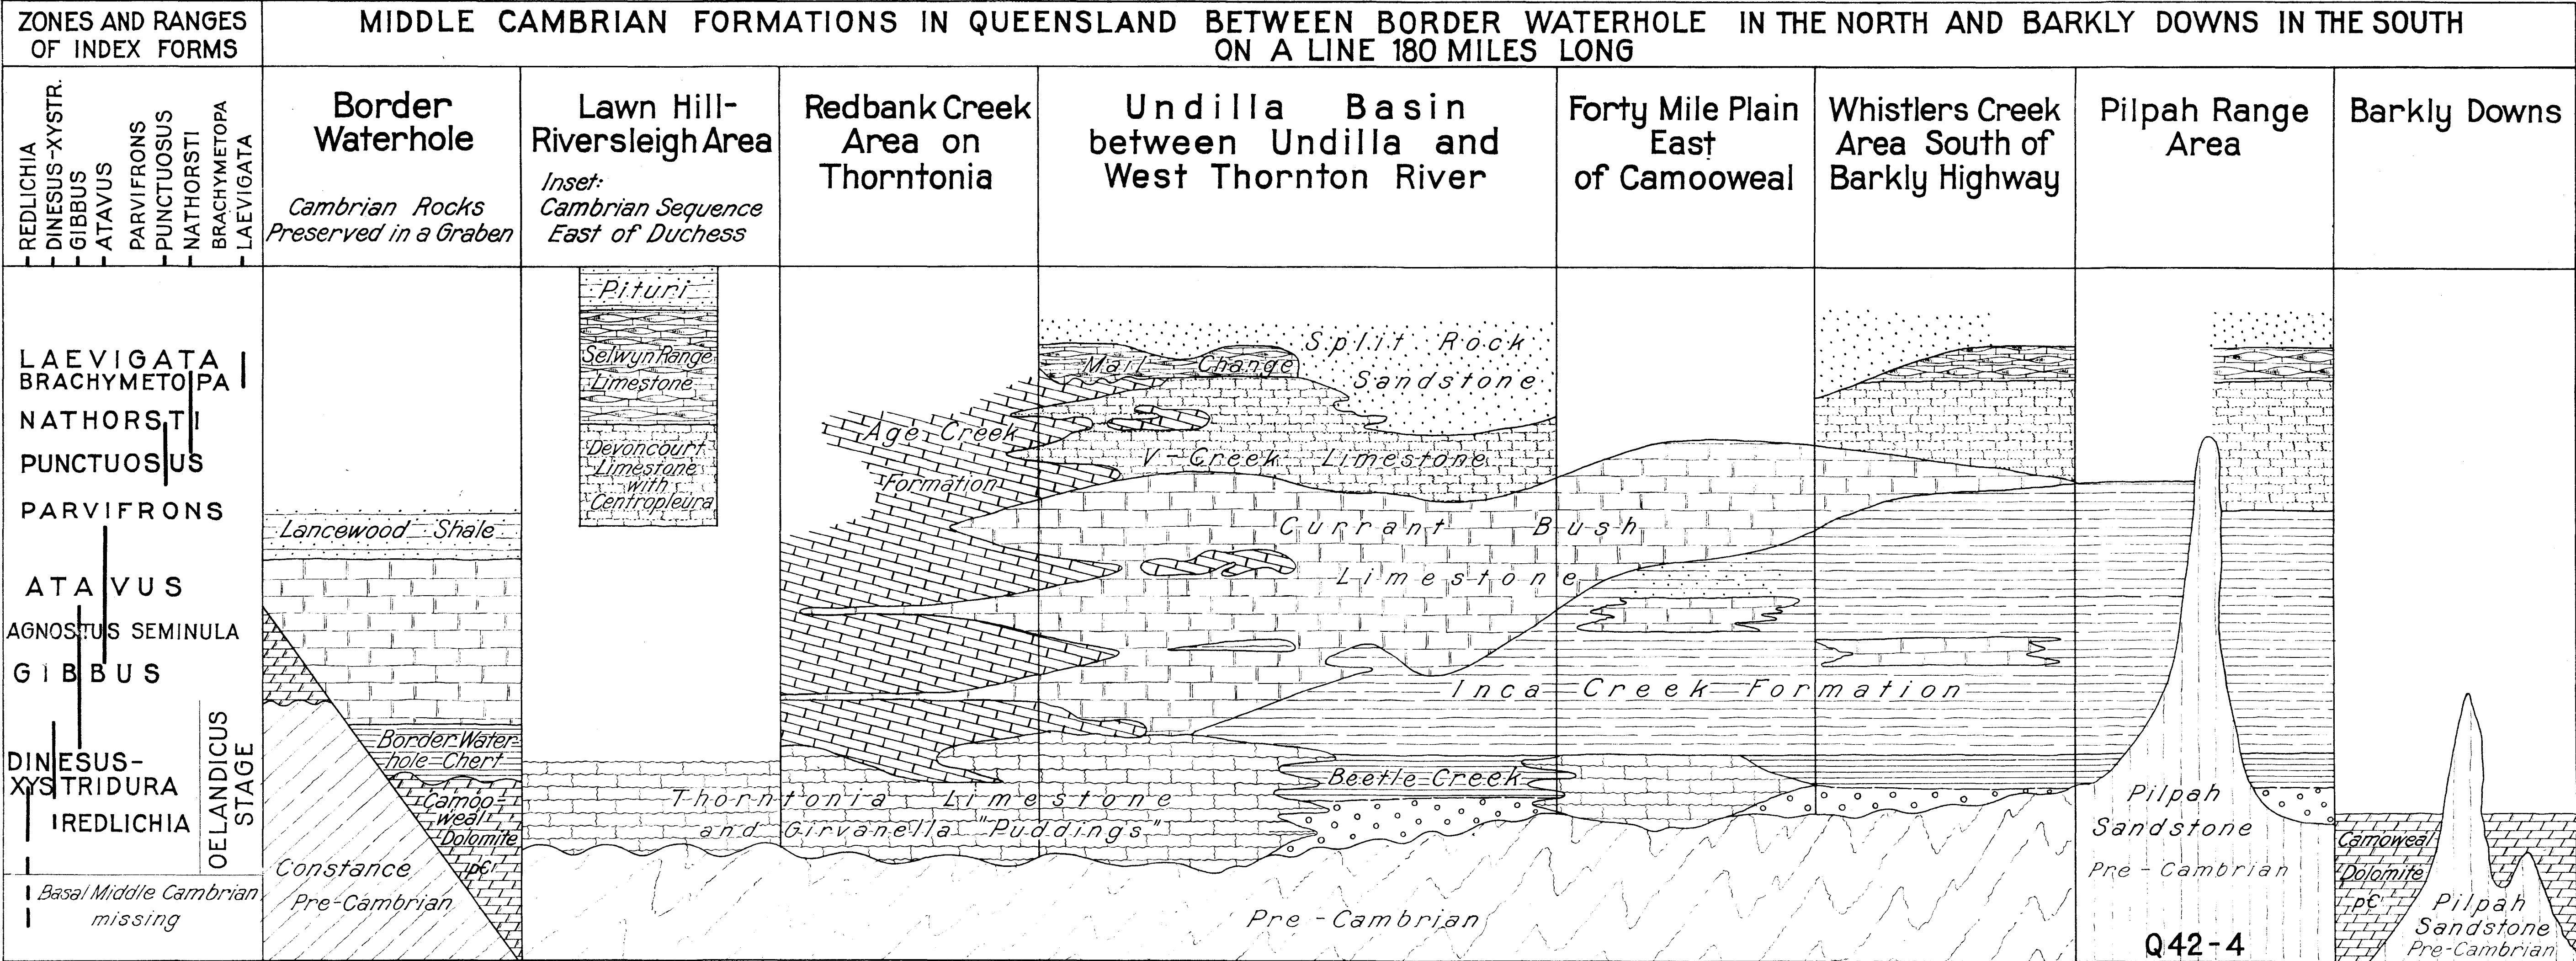 ZONES AND RANGES
OF INDEX FORMS
MIDDLE CAMBRIAN FORMATIONS IN QUEENSLAND BETWEEN BORDER WATERHOLE IN THE NORTH AND BARKLY DOWNS IN THE SOUTH
ON A LINE 180 MILES LONG
REDLICHIA
DINESUS-XYSTR.
GIBBUS
ATAVUS
PARVIFRONS
PUNCTUOSUS
NATHORSTI
BRACHYMETOPA
LAEVIGATA
Border
Waterhole
Cambrian Rocks
Preserved in a Graben
Lawn Hill-
Riversleigh Area
Inset:
Cambrian Sequence
East of Duchess
Redbank Creek
Area on
Thorntonia
Undilla Basin
between Undilla and
West Thornton River
Forty Mile Plain
East
of Camooweal
Whistlers Creek
Area South of
Barkly Highway
Pilpah Range
Area
Barkly Downs
LAEVIGATA
BRACHYMETOPA
NATHORSTI
PUNCTUOSUS
PARVIFRONS
ATAVUS
AGNOSTUS SEMINULA
GIBBUS
DINESUS-
XYSTRIDURA
REDLICHIA
OELANDICUS
STAGE
Basal Middle Cambrian
missing
Lancewood Shale
Border Water-
hole Chert
Camoo-
weal
Dolomite
pЄ
Constance
Pre-Cambrian
Pituri
Selwyn Range
Limestone
Devoncourt
Limestone
with
Centropleura
Age Creek
Formation
Mail Change
Split Rock
Sandstone
V-Creek Limestone
Currant Bush
Limestone
Inca Creek Formation
Beetle Creek
Thorntonia Limestone
and Girvanella "Puddings"
Pre-Cambrian
Pilpah
Sandstone
Pre-Cambrian
Q42-4
Camoweal
Dolomite
pЄ
Pilpah
Sandstone
Pre-Cambrian